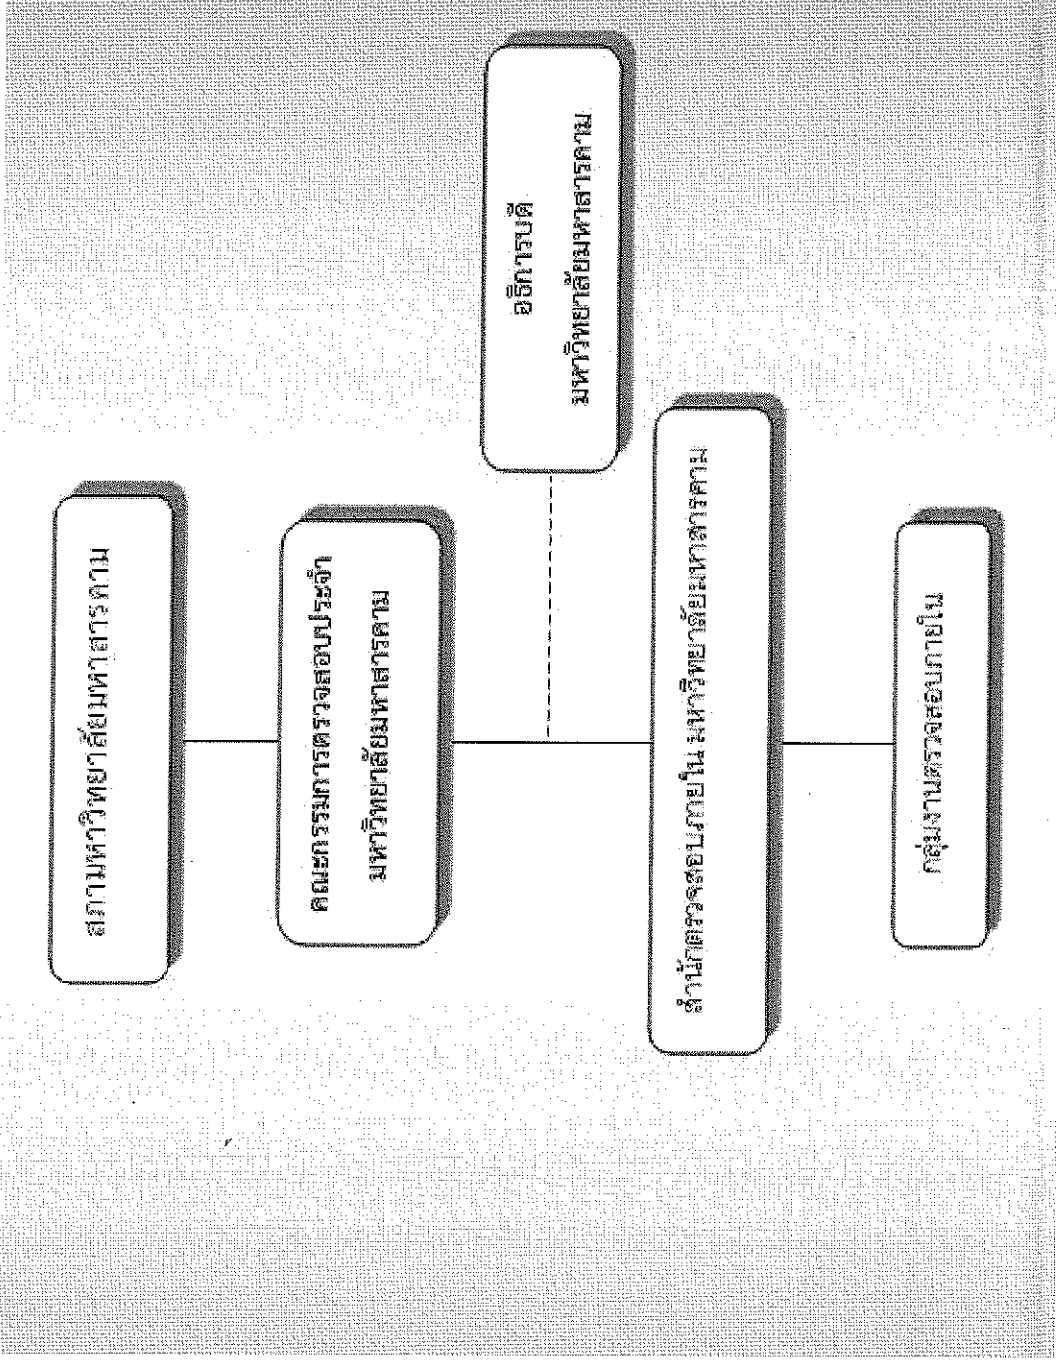 สภามหาวิทยาลัยมหาสารคาม
คณะกรรมการตรวจสอบประจำ
มหาวิทยาลัยมหาสารคาม
อธิการบดี
มหาวิทยาลัยมหาสารคาม
สำนักตรวจสอบภายใน มหาวิทยาลัยมหาสารคาม
กลุ่มงานตรวจสอบภายใน